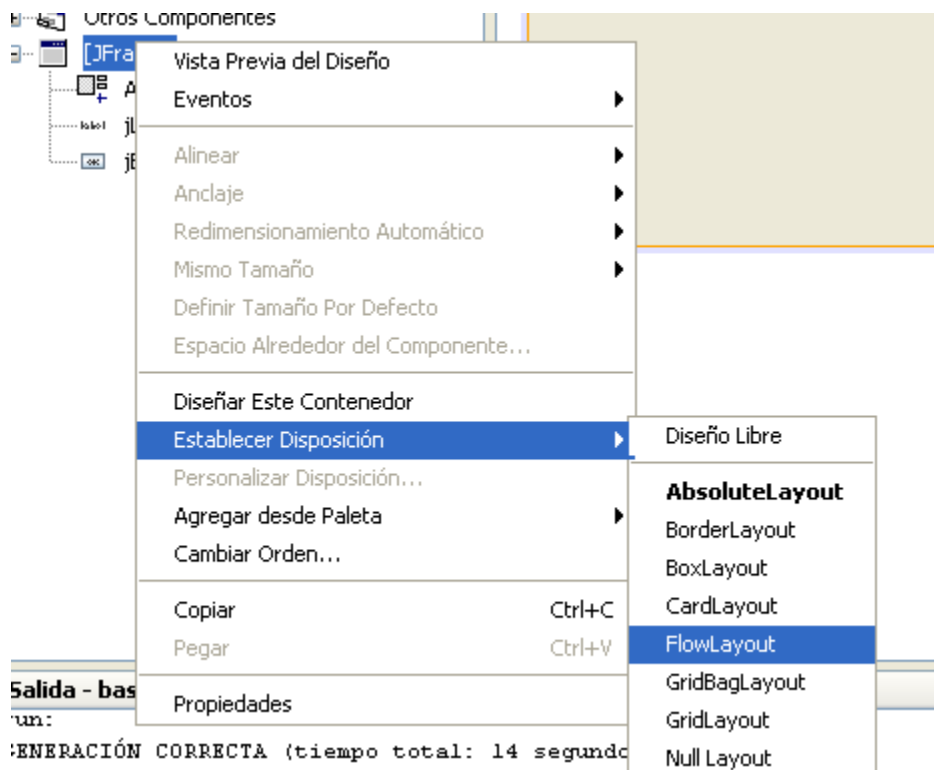 Otros Componentes
[JFra
A
jL
Vista Previa del Diseño
Eventos
Alinear
Anclaje
Redimensionamiento Automático
Mismo Tamaño
Definir Tamaño Por Defecto
Espacio Alrededor del Componente...
Diseñar Este Contenedor
Establecer Disposición
Personalizar Disposición...
Agregar desde Paleta
Cambiar Orden...
Copiar Ctrl+C
Pegar Ctrl+V
Propiedades
Diseño Libre
AbsoluteLayout
BorderLayout
BoxLayout
CardLayout
FlowLayout
GridBagLayout
GridLayout
Null Layout
Salida - bas
run:
GENERACIÓN CORRECTA (tiempo total: 14 segundo